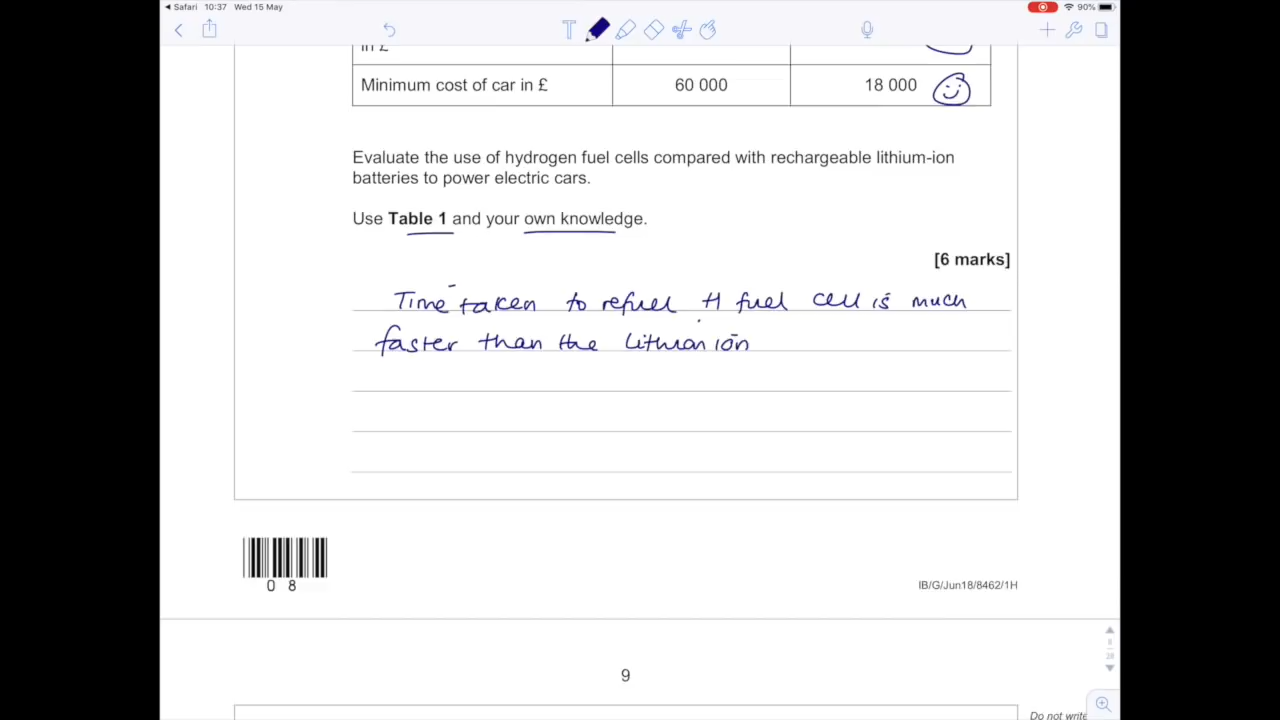 Safari 10:37 Wed 15 May 90%
in £
Minimum cost of car in £ 60 000 18 000
Evaluate the use of hydrogen fuel cells compared with rechargeable lithium-ion
batteries to power electric cars.
Use Table 1 and your own knowledge.
[6 marks]
Time taken to refuel H fuel cell is much
faster than the lithium ion
0 8
IB/G/Jun18/8462/1H
8
28
9
Do not write